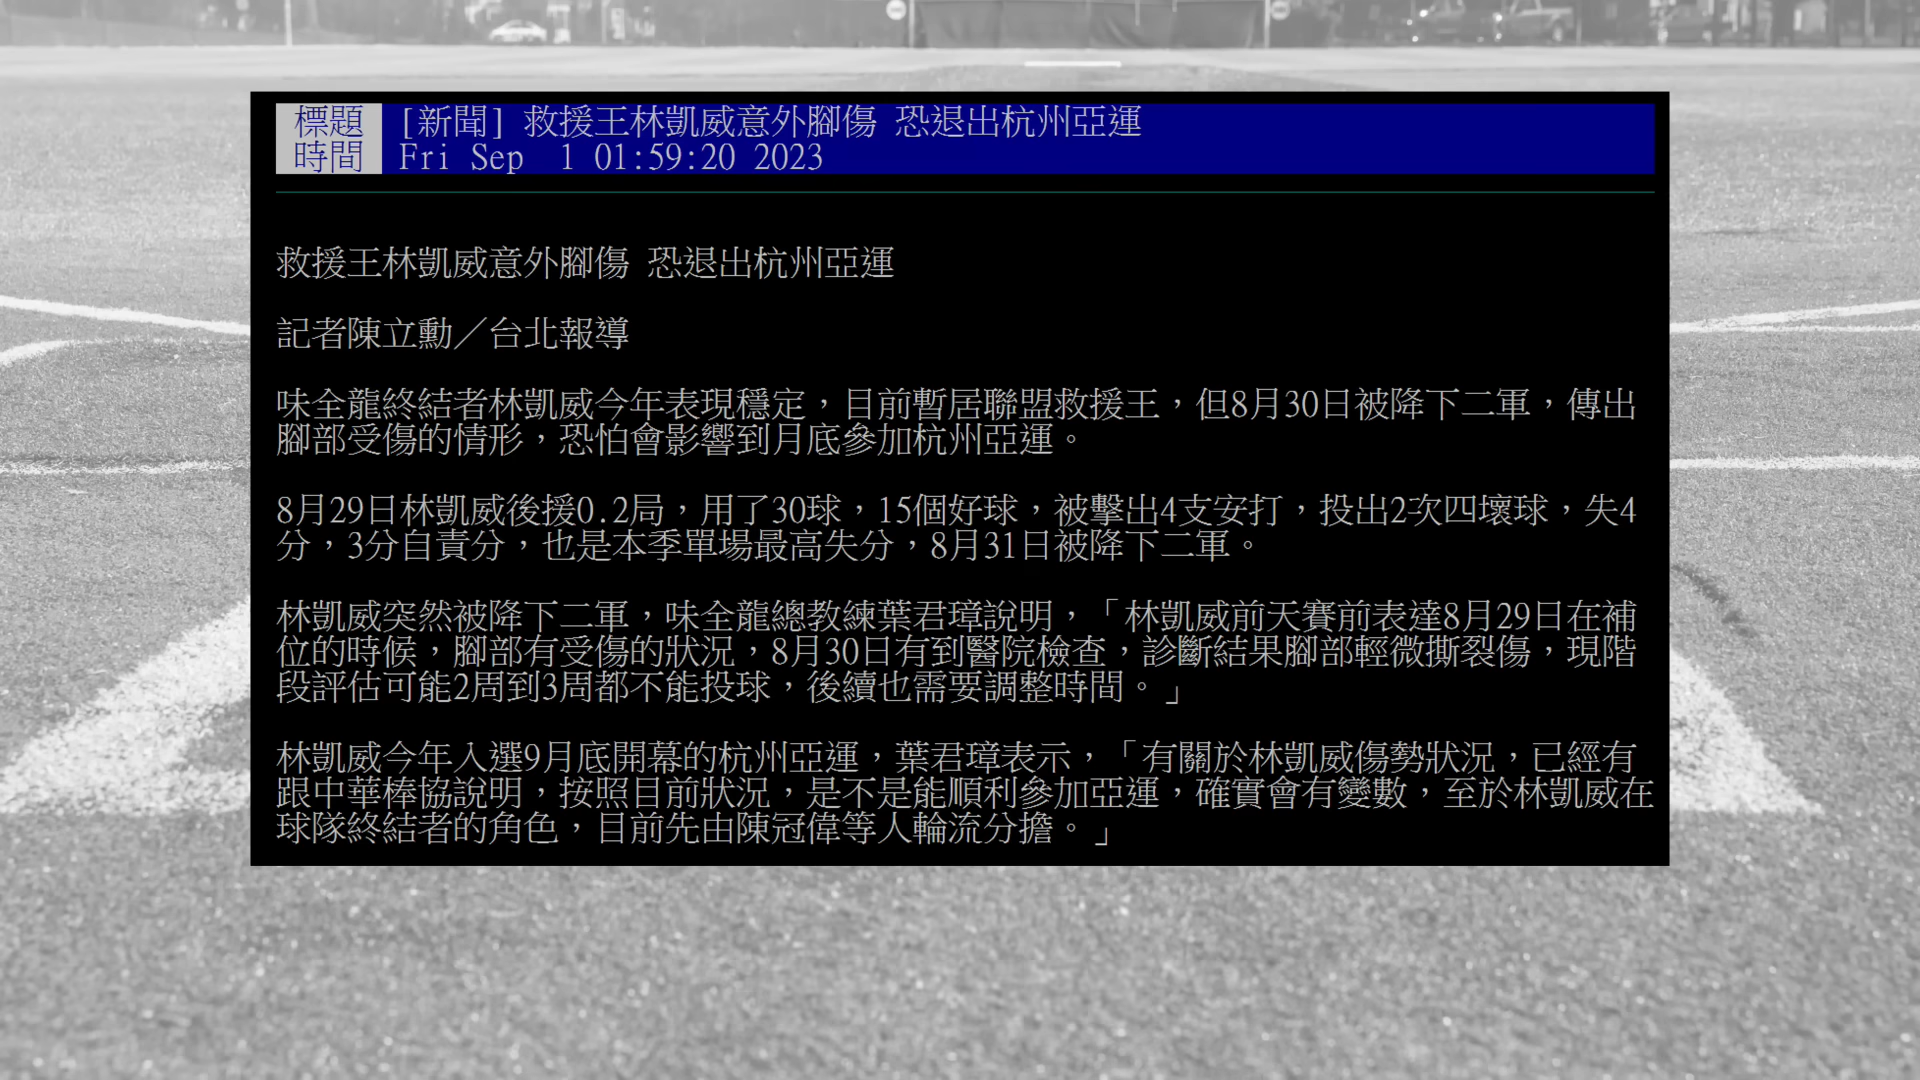 標題 [新聞] 救援王林凱威意外腳傷 恐退出杭州亞運
時間 Fri Sep  1 01:59:20 2023
救援王林凱威意外腳傷 恐退出杭州亞運
記者陳立勳／台北報導
味全龍終結者林凱威今年表現穩定，目前暫居聯盟救援王，但8月30日被降下二軍，傳出
腳部受傷的情形，恐怕會影響到月底參加杭州亞運。
8月29日林凱威後援0.2局，用了30球，15個好球，被擊出4支安打，投出2次四壞球，失4
分，3分自責分，也是本季單場最高失分，8月31日被降下二軍。
林凱威突然被降下二軍，味全龍總教練葉君璋說明，「林凱威前天賽前表達8月29日在補
位的時候，腳部有受傷的狀況，8月30日有到醫院檢查，診斷結果腳部輕微撕裂傷，現階
段評估可能2周到3周都不能投球，後續也需要調整時間。」
林凱威今年入選9月底開幕的杭州亞運，葉君璋表示，「有關於林凱威傷勢狀況，已經有
跟中華棒協說明，按照目前狀況，是不是能順利參加亞運，確實會有變數，至於林凱威在
球隊終結者的角色，目前先由陳冠偉等人輪流分擔。」